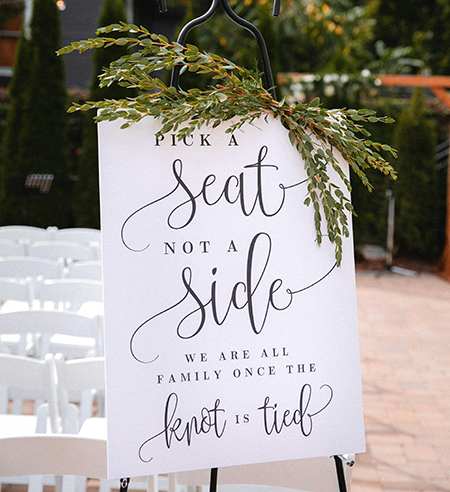 PICK A
seat
NOT A
side
WE ARE ALL
FAMILY ONCE THE
knot IS tied